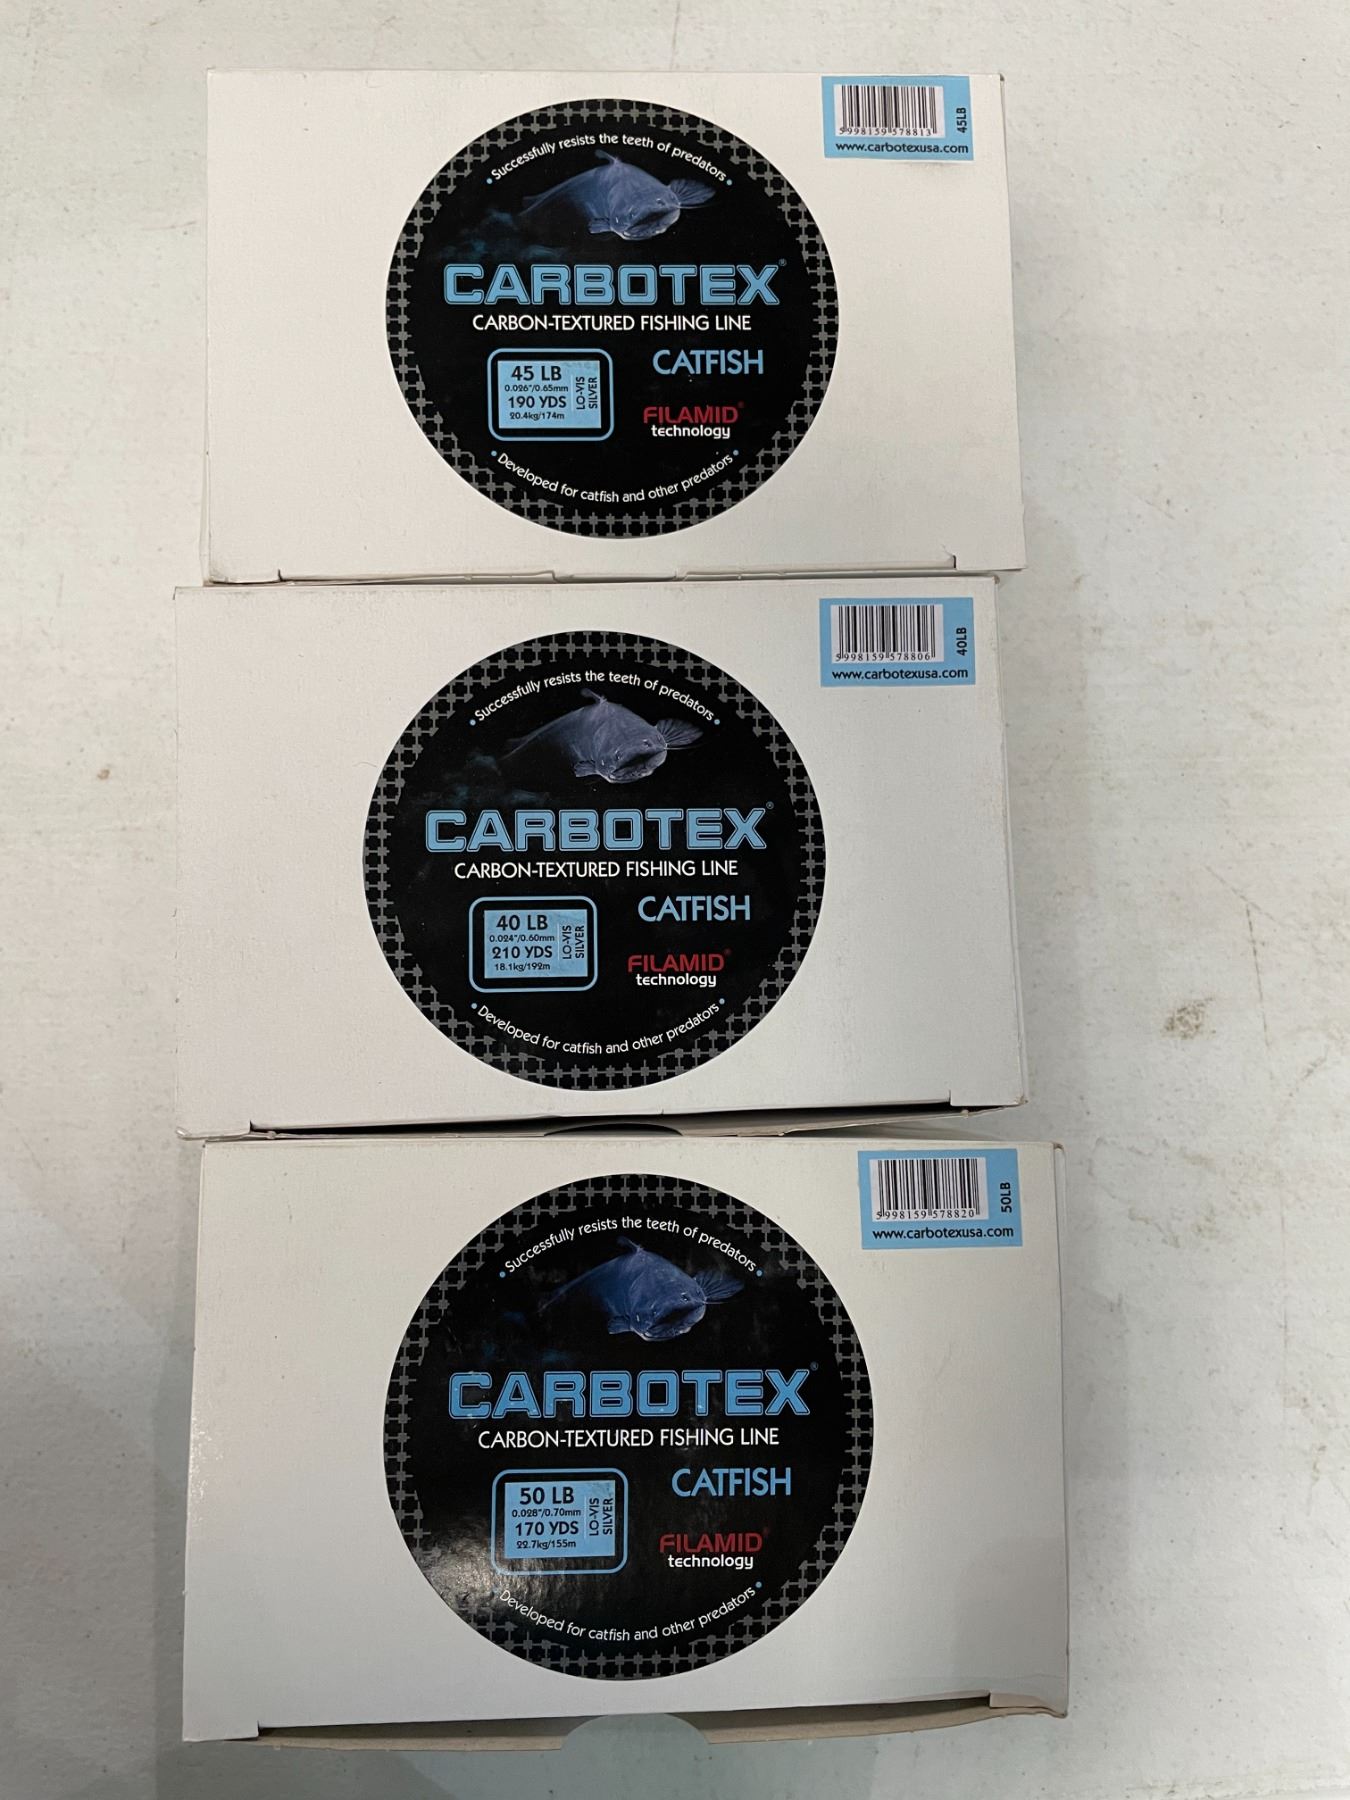 5998159578813
45LB
www.carbotexusa.com
• Successfully resists the teeth of predators •
CARBOTEX®
CARBON-TEXTURED FISHING LINE
CATFISH
45 LB
0.026"/0.65mm
190 YDS
20.4kg/174m
LO-VIS
SILVER
FILAMID®
technology
• Developed for catfish and other predators •
5998159578806
40LB
www.carbotexusa.com
• Successfully resists the teeth of predators •
CARBOTEX®
CARBON-TEXTURED FISHING LINE
CATFISH
40 LB
0.024"/0.60mm
210 YDS
18.1kg/192m
LO-VIS
SILVER
FILAMID®
technology
• Developed for catfish and other predators •
5998159578820
50LB
www.carbotexusa.com
• Successfully resists the teeth of predators •
CARBOTEX®
CARBON-TEXTURED FISHING LINE
CATFISH
50 LB
0.028"/0.70mm
170 YDS
22.7kg/155m
LO-VIS
SILVER
FILAMID®
technology
• Developed for catfish and other predators •